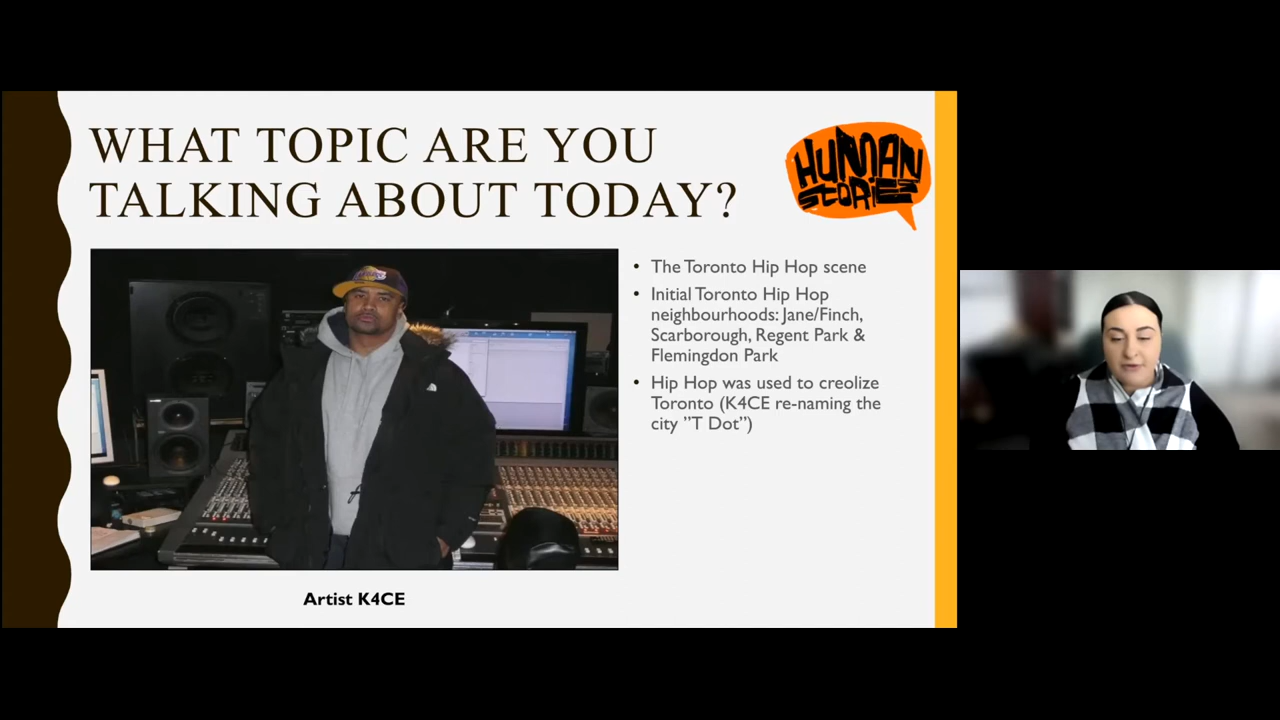 WHAT TOPIC ARE YOU
TALKING ABOUT TODAY?
HUMAN
STORIEZ
• The Toronto Hip Hop scene
• Initial Toronto Hip Hop
neighbourhoods: Jane/Finch,
Scarborough, Regent Park &
Flemingdon Park
• Hip Hop was used to creolize
Toronto (K4CE re-naming the
city ”T Dot”)
Artist K4CE